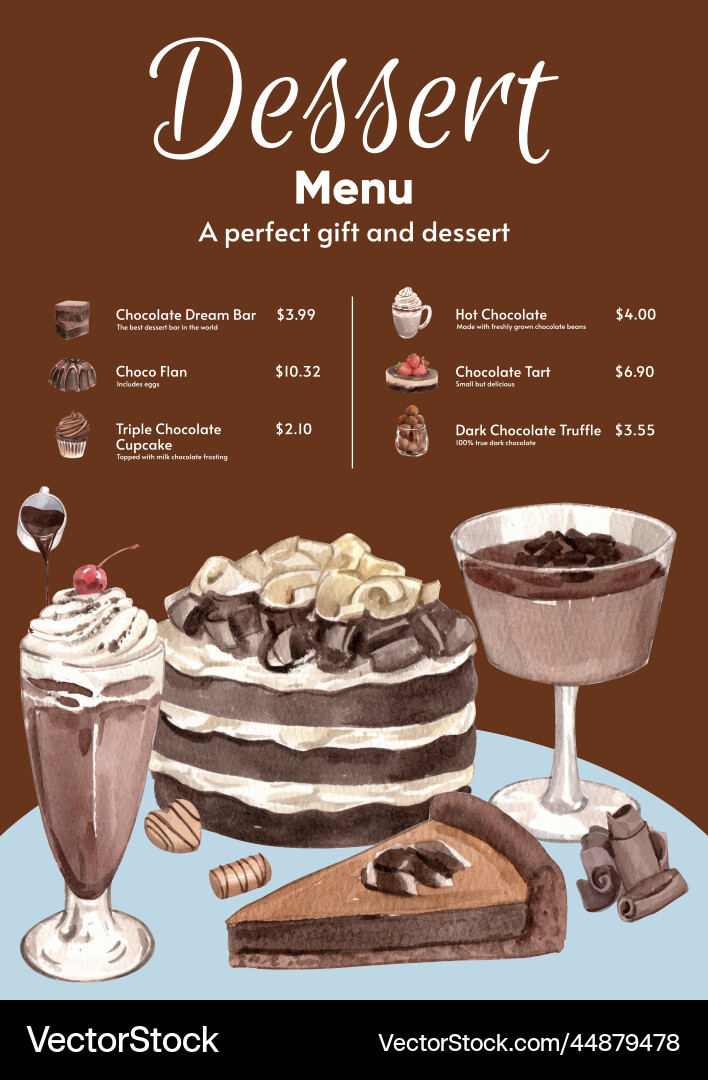 Dessert
Menu
A perfect gift and dessert
Chocolate Dream Bar $3.99
The best dessert bar in the world
Choco Flan $10.32
Includes eggs
Triple Chocolate $2.10
Cupcake
Topped with milk chocolate frosting
Hot Chocolate $4.00
Made with freshly grown chocolate beans
Chocolate Tart $6.90
Small but delicious
Dark Chocolate Truffle $3.55
100% true dark chocolate
VectorStock VectorStock.com/44879478